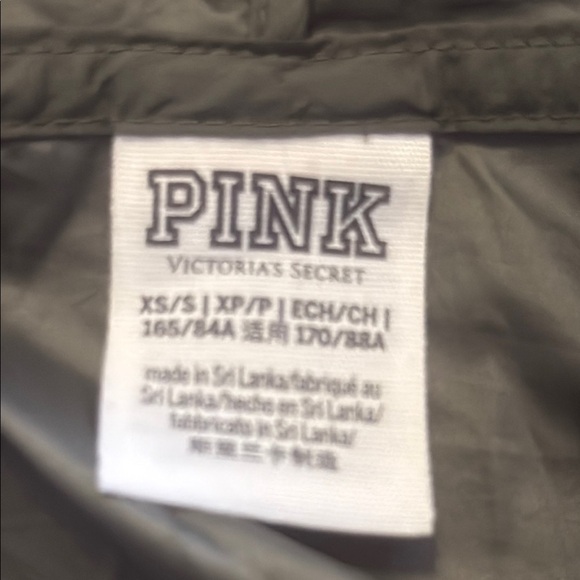 PINK
VICTORIA'S SECRET
XS/S | XP/P | ECH/CH |
165/84A 适用 170/88A
made in Sri Lanka/fabriqué au
Sri Lanka/hecho en Sri Lanka/
fabbricato in Sri Lanka/
斯里兰卡制造